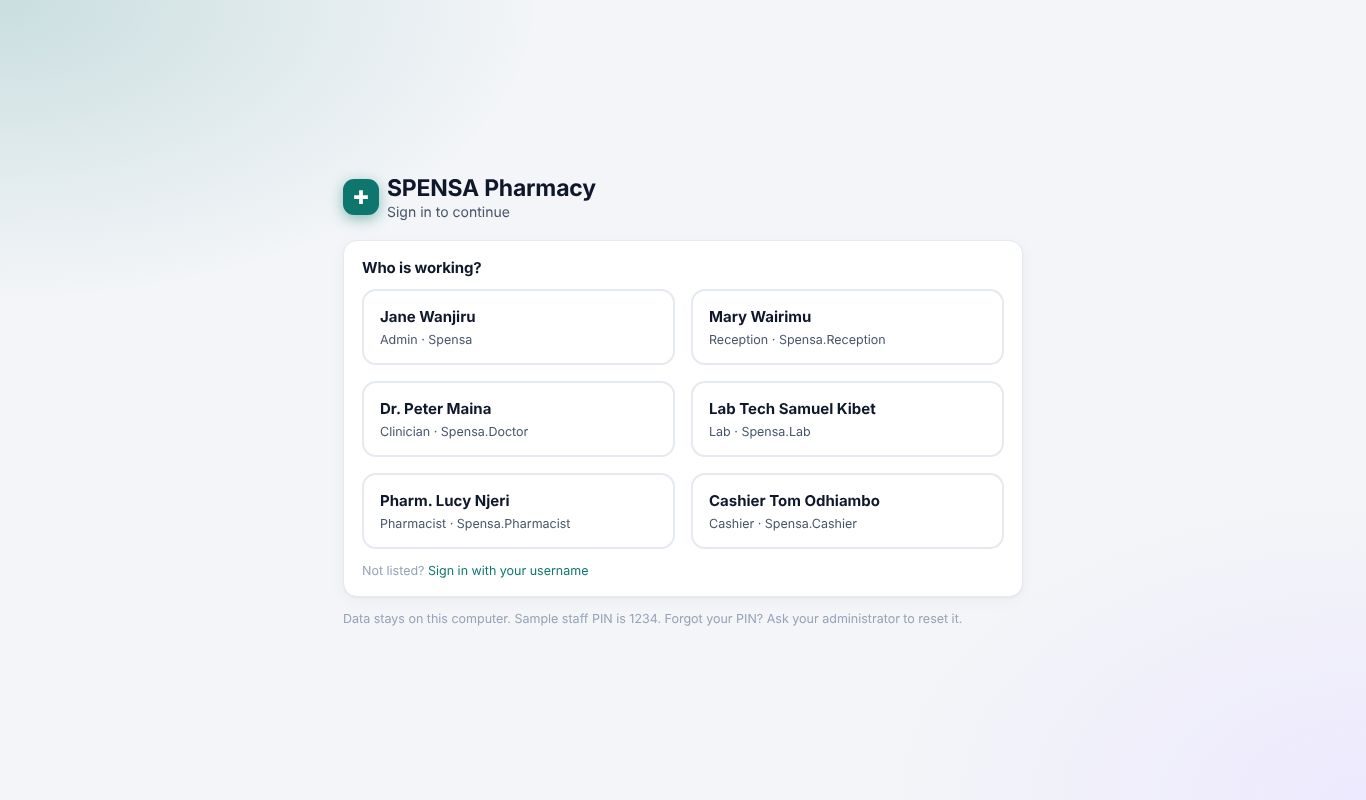 SPENSA Pharmacy
Sign in to continue
Who is working?
Jane Wanjiru
Admin · Spensa
Mary Wairimu
Reception · Spensa.Reception
Dr. Peter Maina
Clinician · Spensa.Doctor
Lab Tech Samuel Kibet
Lab · Spensa.Lab
Pharm. Lucy Njeri
Pharmacist · Spensa.Pharmacist
Cashier Tom Odhiambo
Cashier · Spensa.Cashier
Not listed? Sign in with your username
Data stays on this computer. Sample staff PIN is 1234. Forgot your PIN? Ask your administrator to reset it.